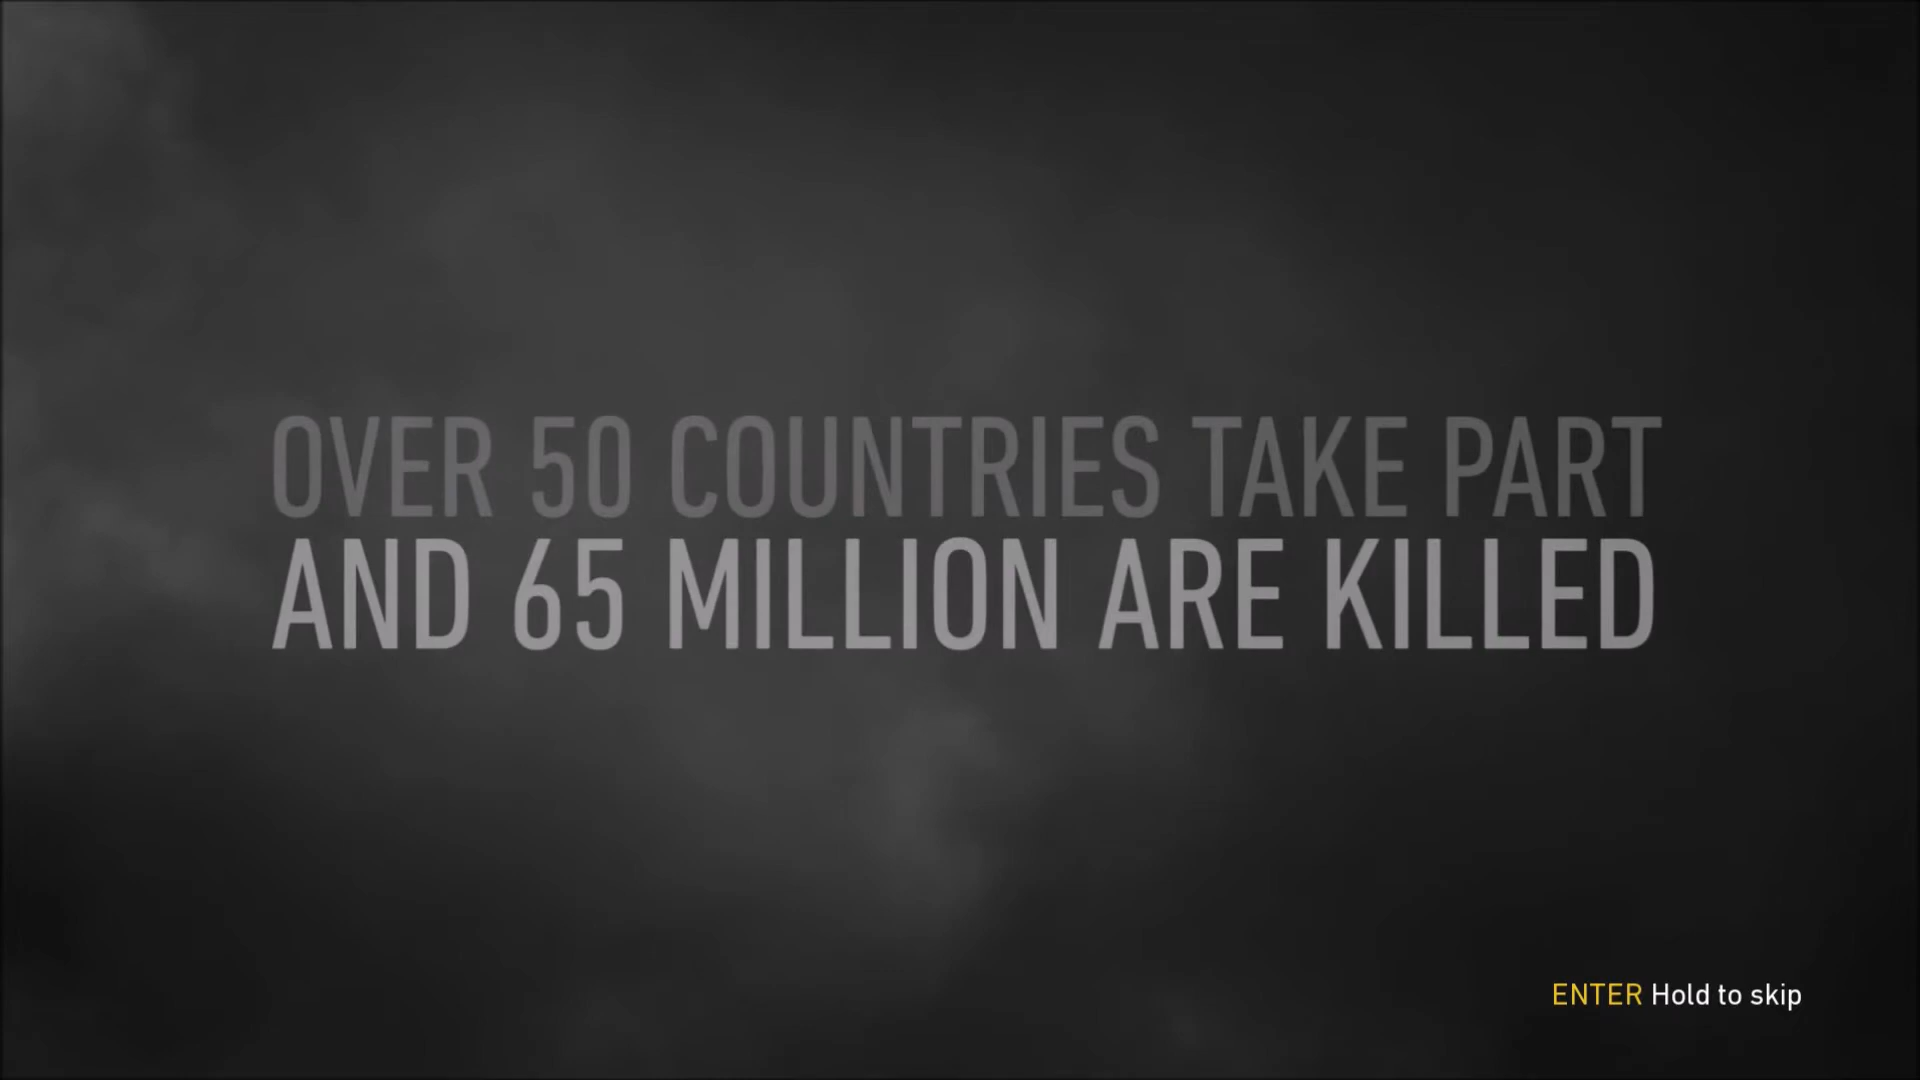 OVER 50 COUNTRIES TAKE PART
AND 65 MILLION ARE KILLED
ENTER Hold to skip